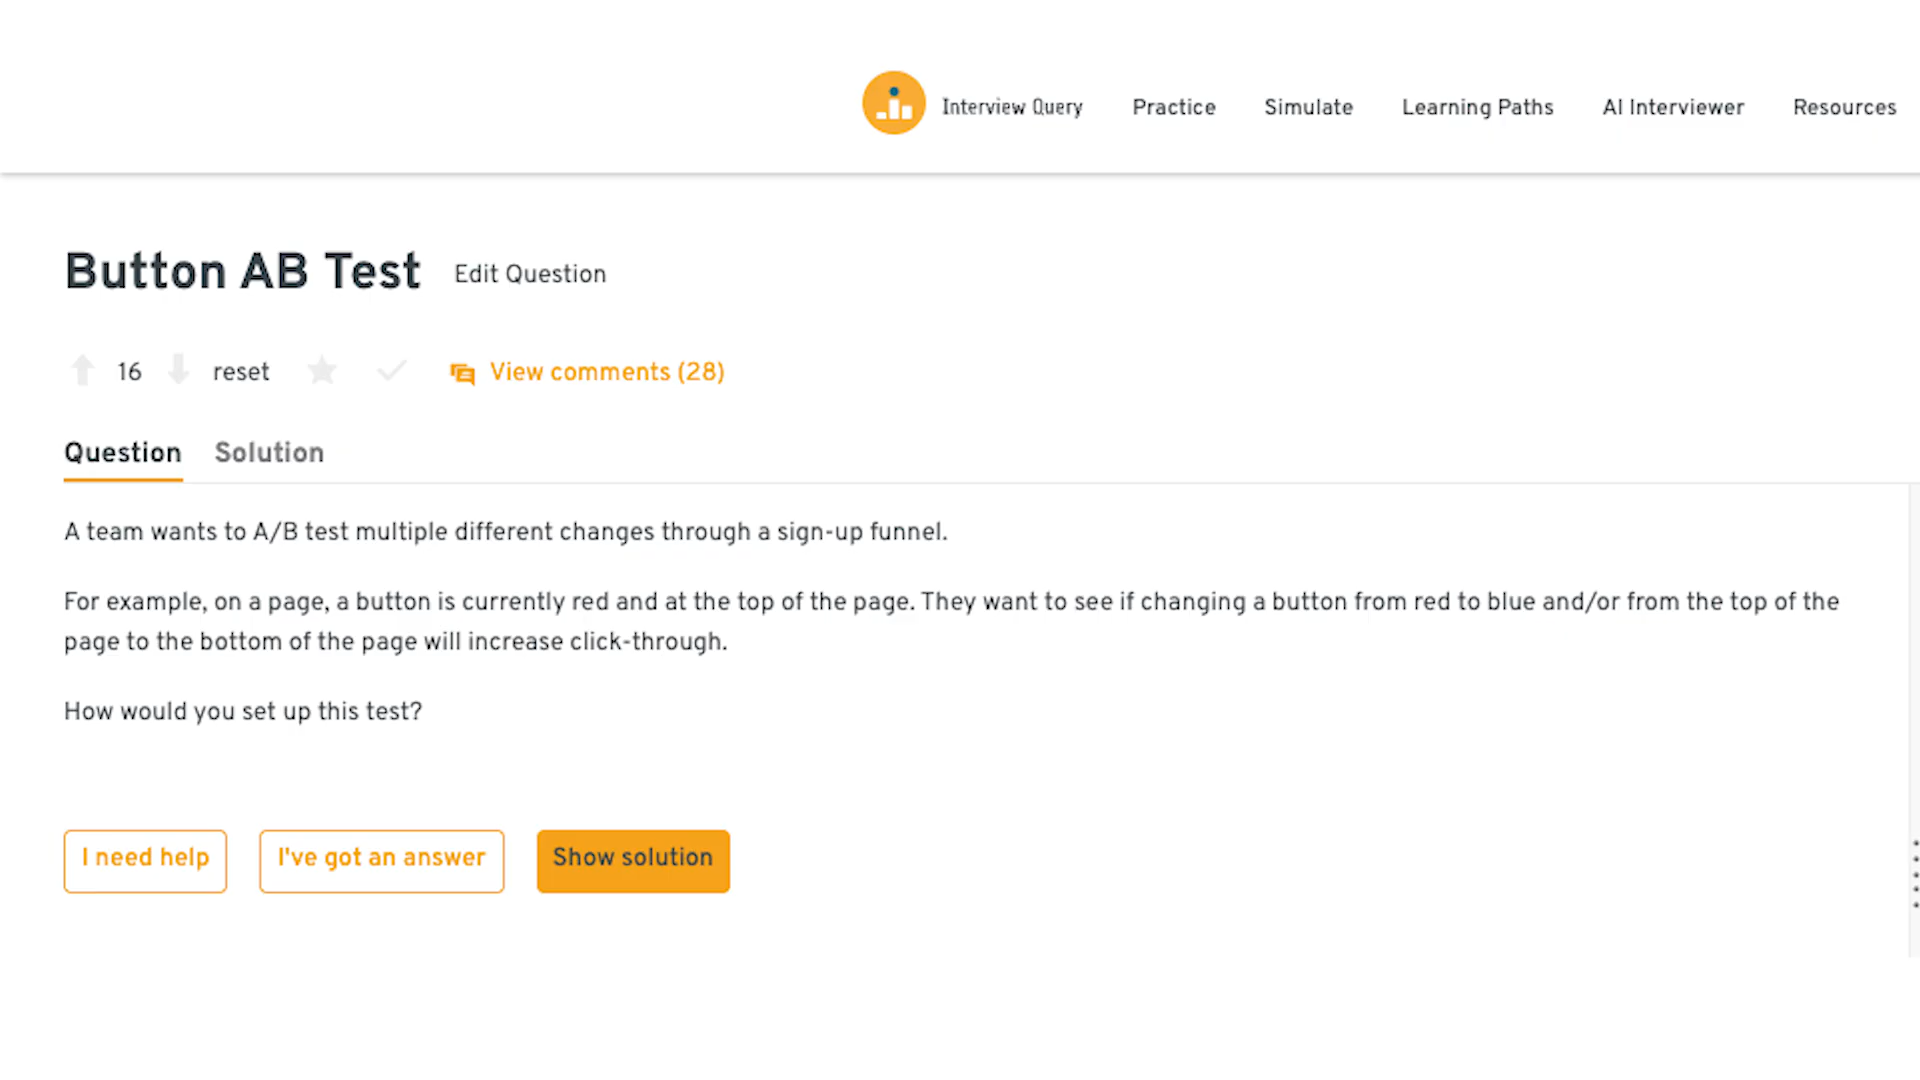 Interview Query Practice Simulate Learning Paths AI Interviewer Resources
Button AB Test Edit Question
16 reset View comments (28)
Question Solution
A team wants to A/B test multiple different changes through a sign-up funnel.
For example, on a page, a button is currently red and at the top of the page. They want to see if changing a button from red to blue and/or from the top of the
page to the bottom of the page will increase click-through.
How would you set up this test?
I need help I've got an answer Show solution